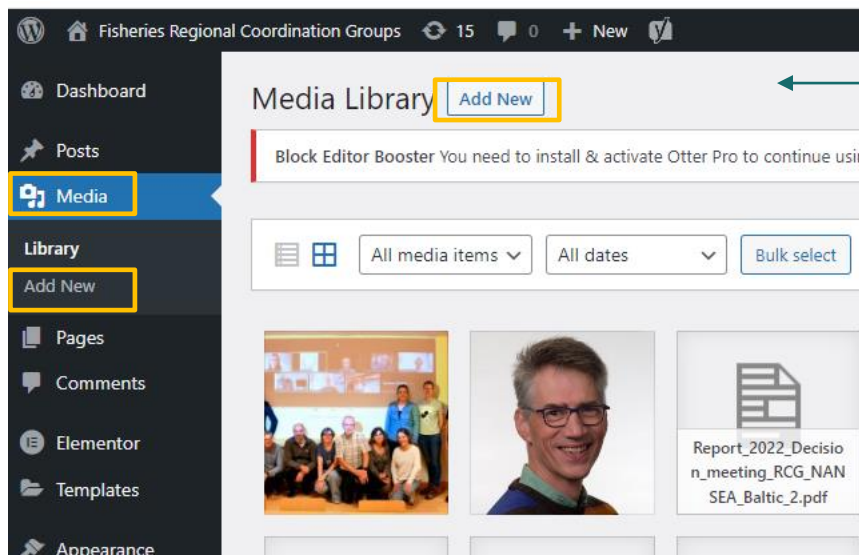 Fisheries Regional Coordination Groups 15 0 + New
Dashboard
Posts
Media
Library
Add New
Pages
Comments
Elementor
Templates
Appearance
Media Library Add New
Block Editor Booster You need to install & activate Otter Pro to continue
All media items All dates Bulk select
Report_2022_Decisio
n_meeting_RCG_NAN
SEA_Baltic_2.pdf